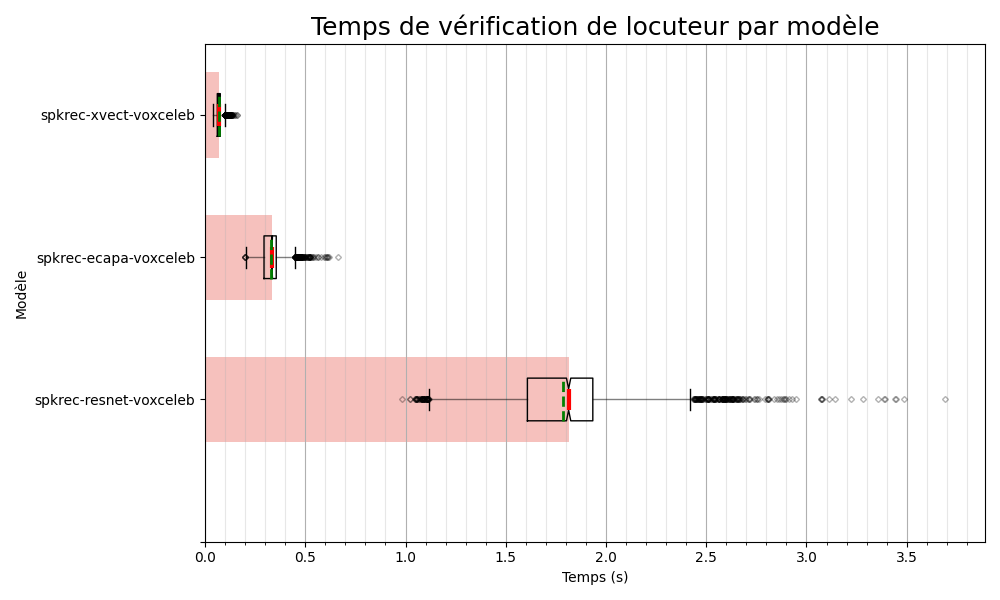 Temps de vérification de locuteur par modèle
spkrec-xvect-voxceleb
spkrec-ecapa-voxceleb
spkrec-resnet-voxceleb
Modèle
0.0 0.5 1.0 1.5 2.0 2.5 3.0 3.5
Temps (s)